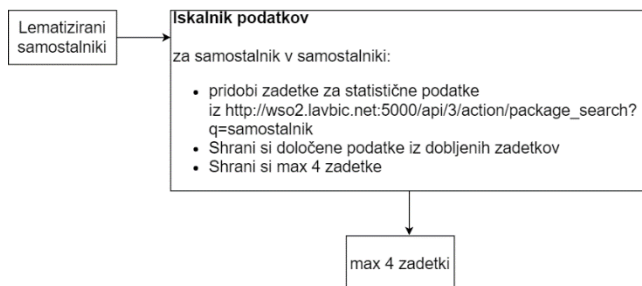 Lematizirani
samostalniki
Iskalnik podatkov
za samostalnik v samostalniki:
• pridobi zadetke za statistične podatke
iz http://wso2.lavbic.net:5000/api/3/action/package_search?
q=samostalnik
• Shrani si določene podatke iz dobljenih zadetkov
• Shrani si max 4 zadetke
max 4 zadetki